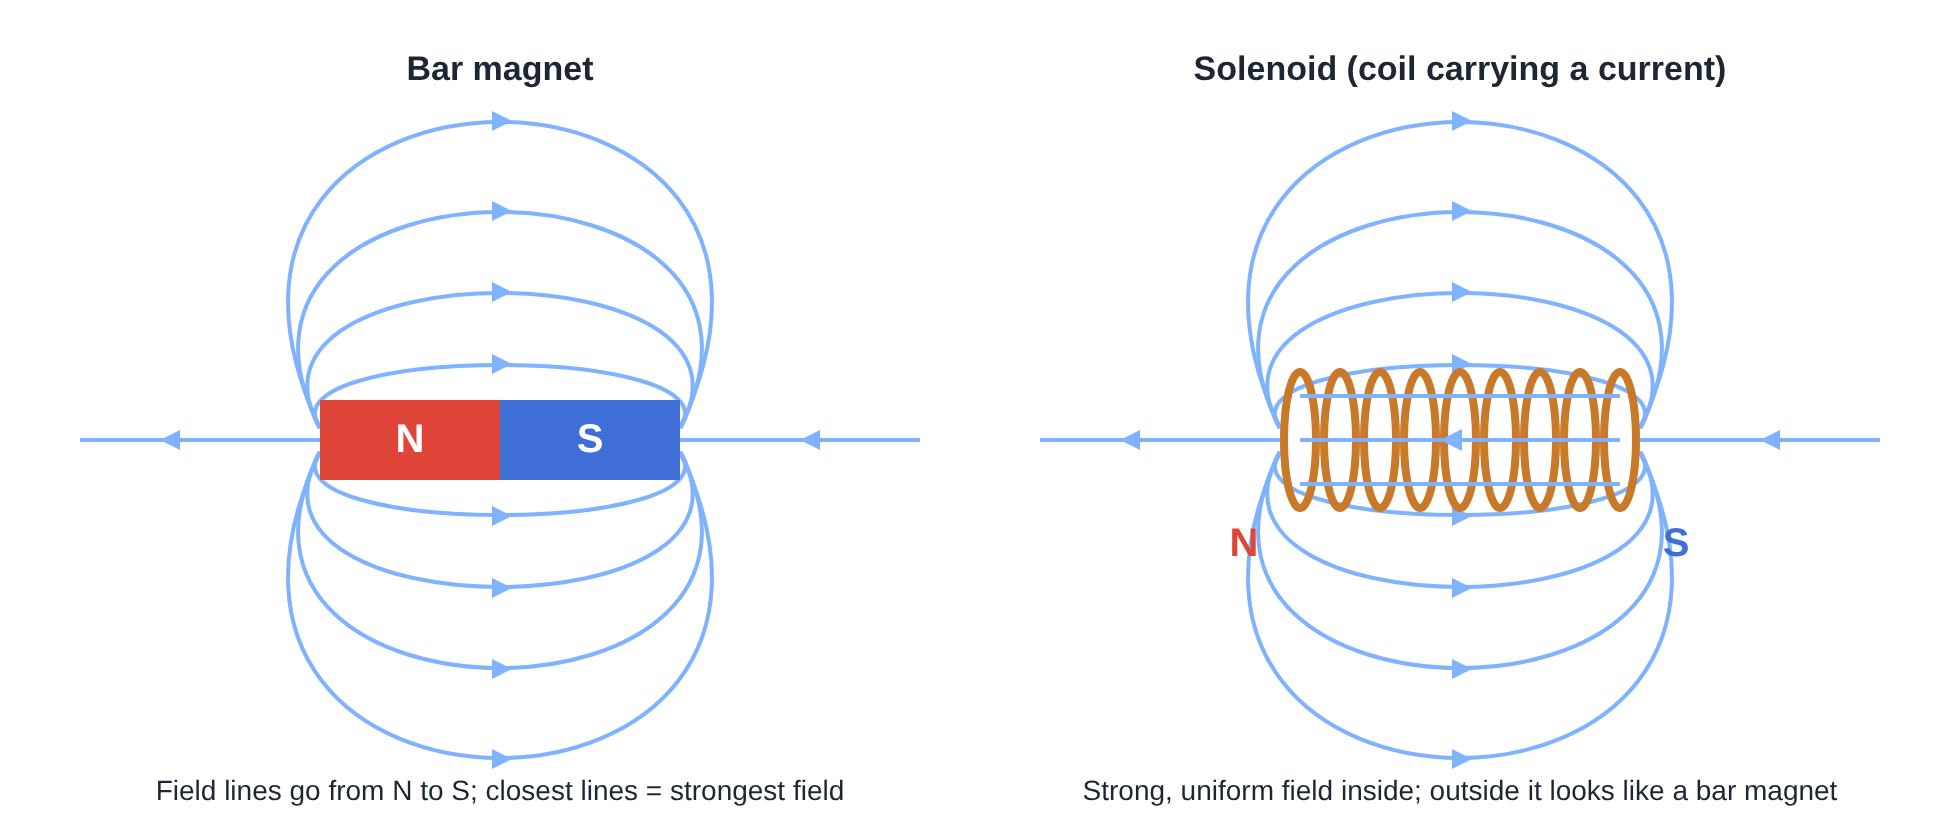 Bar magnet
Solenoid (coil carrying a current)
N S
N S
Field lines go from N to S; closest lines = strongest field
Strong, uniform field inside; outside it looks like a bar magnet